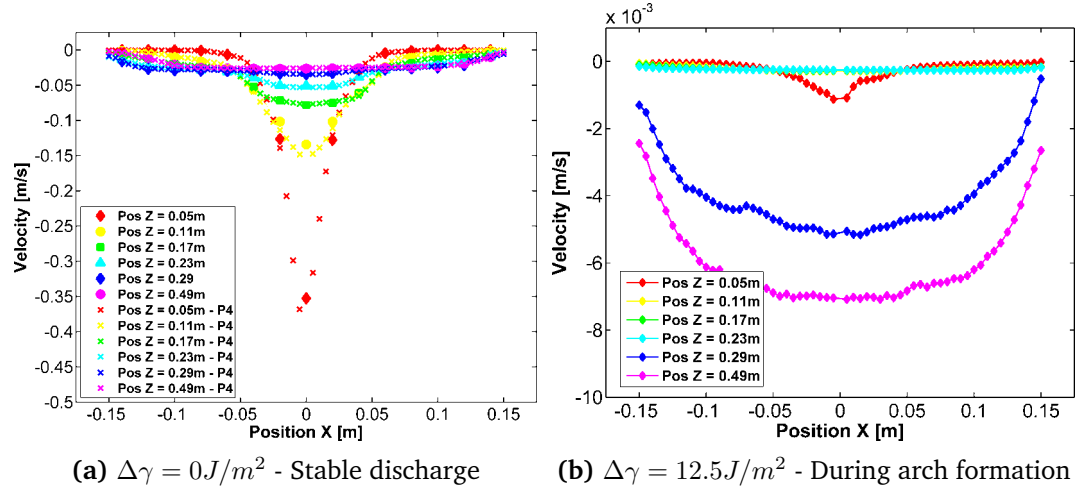 0
-0.05
-0.1
-0.15
-0.2
-0.25
-0.3
-0.35
-0.4
-0.45
-0.5
Velocity [m/s]
Pos Z = 0.05m
Pos Z = 0.11m
Pos Z = 0.17m
Pos Z = 0.23m
Pos Z = 0.29
Pos Z = 0.49m
Pos Z = 0.05m - P4
Pos Z = 0.11m - P4
Pos Z = 0.17m - P4
Pos Z = 0.23m - P4
Pos Z = 0.29m - P4
Pos Z = 0.49m - P4
-0.15 -0.1 -0.05 0 0.05 0.1 0.15
Position X [m]
(a) Δγ = 0J/m² - Stable discharge
x 10⁻³
0
-2
-4
-6
-8
-10
Velocity [m/s]
Pos Z = 0.05m
Pos Z = 0.11m
Pos Z = 0.17m
Pos Z = 0.23m
Pos Z = 0.29m
Pos Z = 0.49m
-0.15 -0.1 -0.05 0 0.05 0.1 0.15
Position X [m]
(b) Δγ = 12.5J/m² - During arch formation